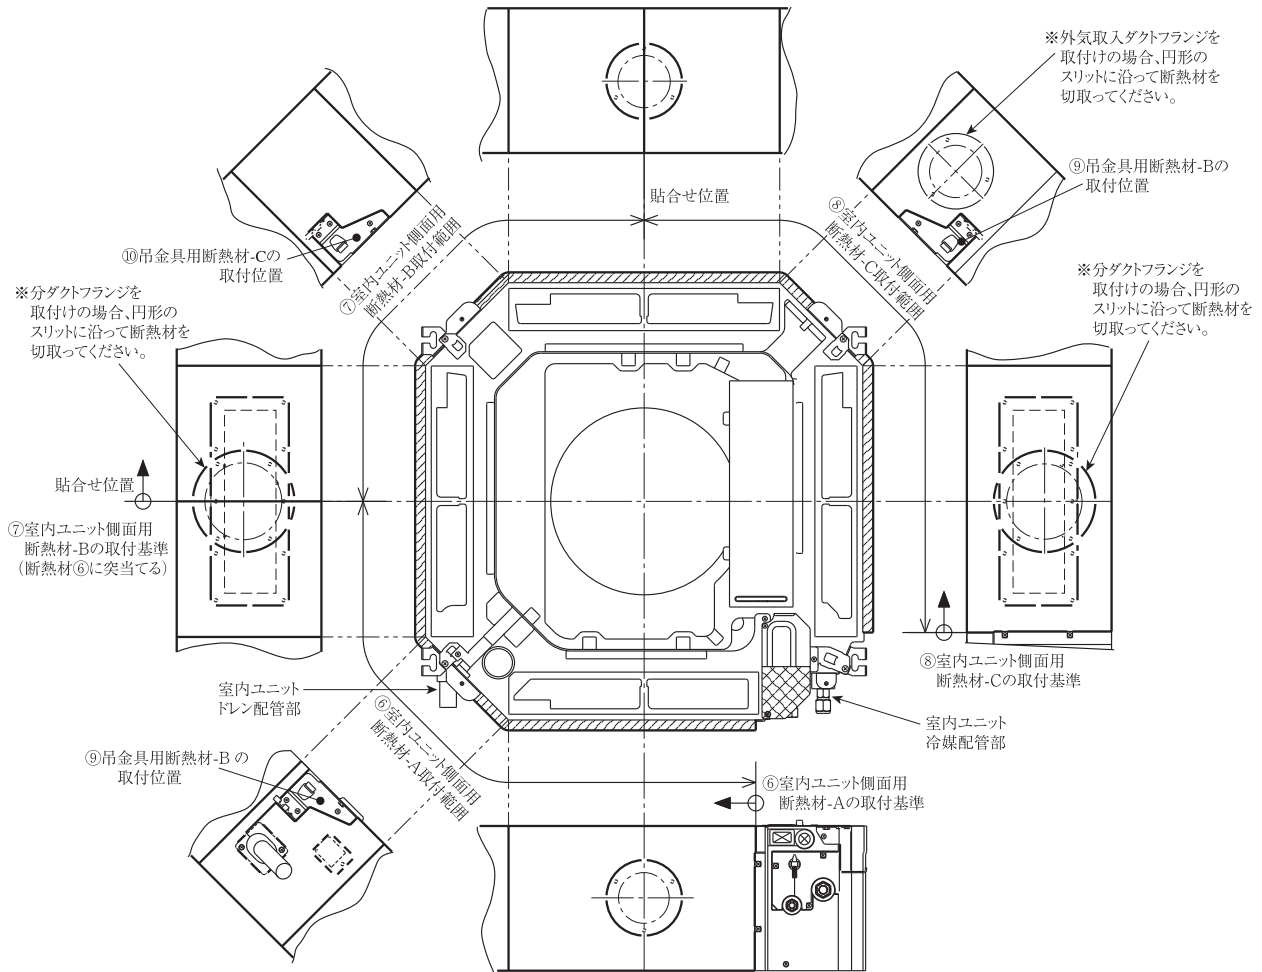 ※外気取入ダクトフランジを
取付けの場合、円形の
スリットに沿って断熱材を
切取ってください。
⑨吊金具用断熱材-Bの
取付位置
貼合せ位置
⑦室内ユニット側面用
断熱材-B取付範囲
⑧室内ユニット側面用
断熱材-C取付範囲
⑩吊金具用断熱材-Cの
取付位置
※分ダクトフランジを
取付けの場合、円形の
スリットに沿って断熱材を
切取ってください。
※分ダクトフランジを
取付けの場合、円形の
スリットに沿って断熱材を
切取ってください。
貼合せ位置
⑦室内ユニット側面用
断熱材-Bの取付基準
(断熱材⑥に突当てる)
⑧室内ユニット側面用
断熱材-Cの取付基準
室内ユニット
ドレン配管部
⑥室内ユニット側面用
断熱材-A取付範囲
室内ユニット
冷媒配管部
⑨吊金具用断熱材-Bの
取付位置
⑥室内ユニット側面用
断熱材-Aの取付基準